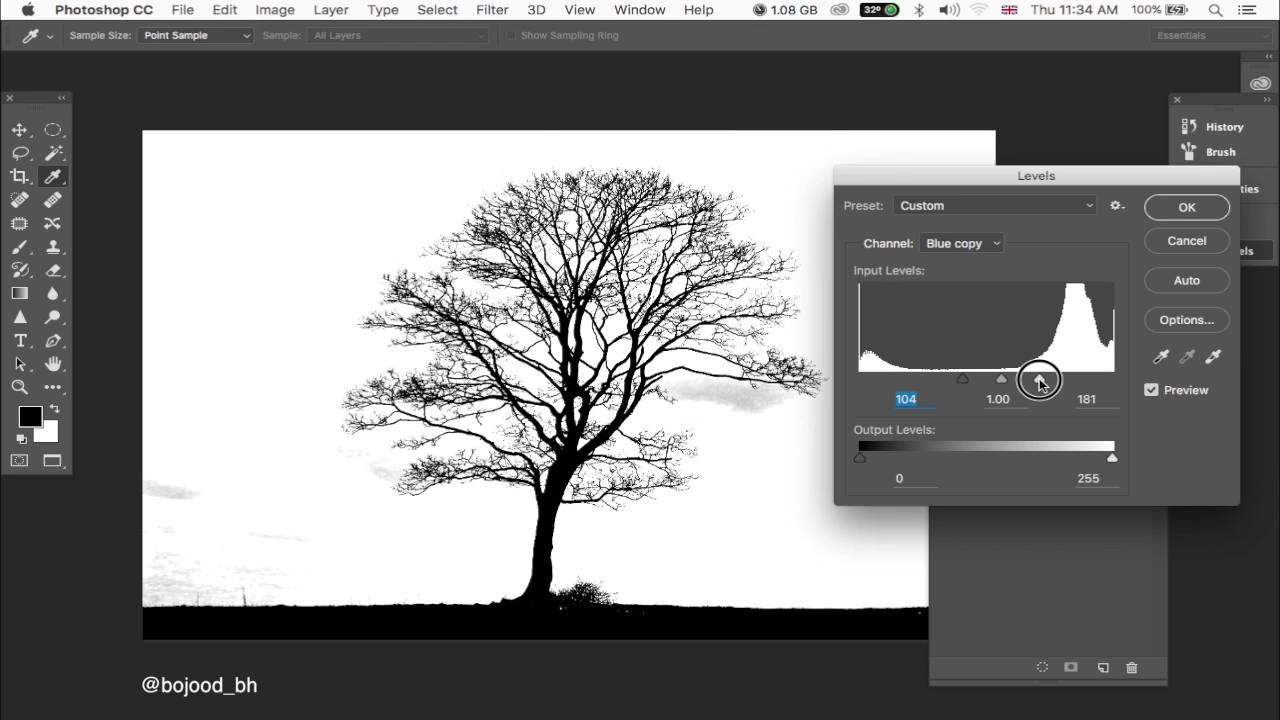 Photoshop CC File Edit Image Layer Type Select Filter 3D View Window Help 1.08 GB 32° Thu 11:34 AM 100%
Sample Size: Point Sample Sample: All Layers Show Sampling Ring Essentials
History
Brush
Levels
Preset: Custom
OK
Channel: Blue copy
Cancel
Input Levels:
Auto
Options...
Preview
104 1.00 181
Output Levels:
0 255
@bojood_bh